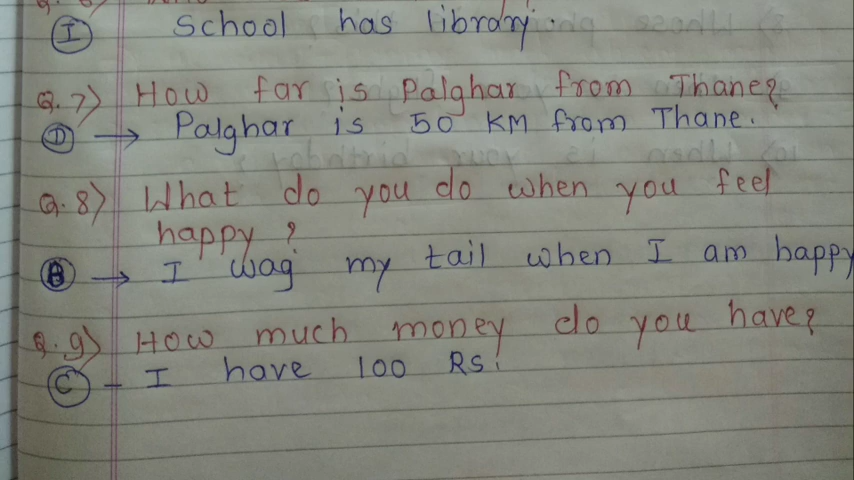 (I) School has library.
Q.7) How far is Palghar from Thane?
(D) → Palghar is 50 KM from Thane.
Q.8) What do you do when you feel
happy?
(B) → I wag my tail when I am happy
Q.9) How much money do you have?
(C) - I have 100 Rs.